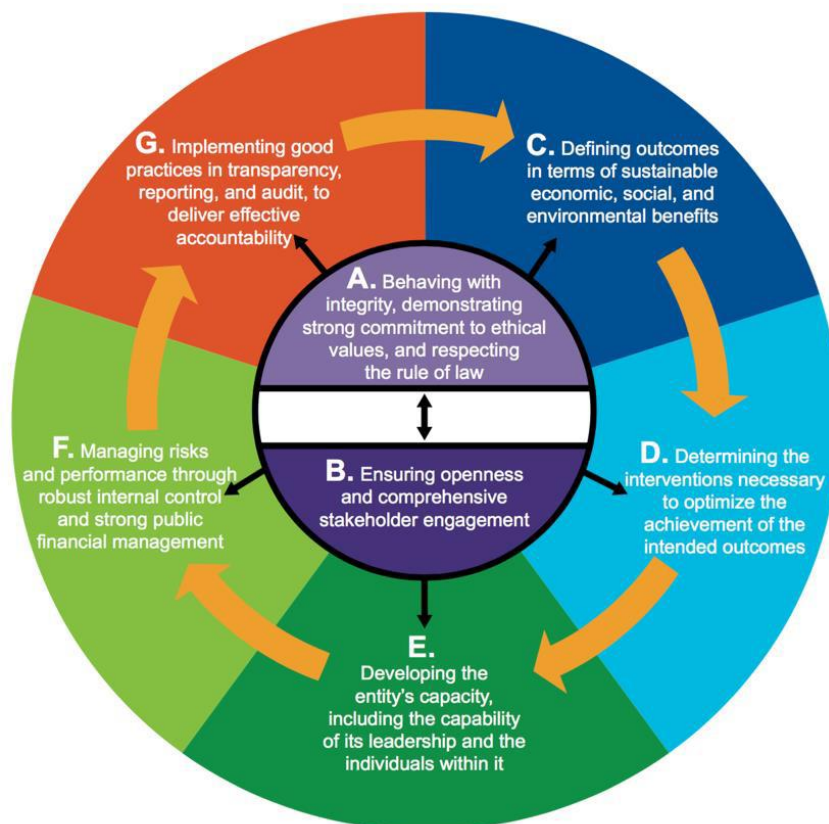 G. Implementing good
practices in transparency,
reporting, and audit, to
deliver effective
accountability
C. Defining outcomes
in terms of sustainable
economic, social, and
environmental benefits
A. Behaving with
integrity, demonstrating
strong commitment to ethical
values, and respecting
the rule of law
F. Managing risks
and performance through
robust internal control
and strong public
financial management
B. Ensuring openness
and comprehensive
stakeholder engagement
D. Determining the
interventions necessary
to optimize the
achievement of the
intended outcomes
E.
Developing the
entity's capacity,
including the capability
of its leadership and the
individuals within it